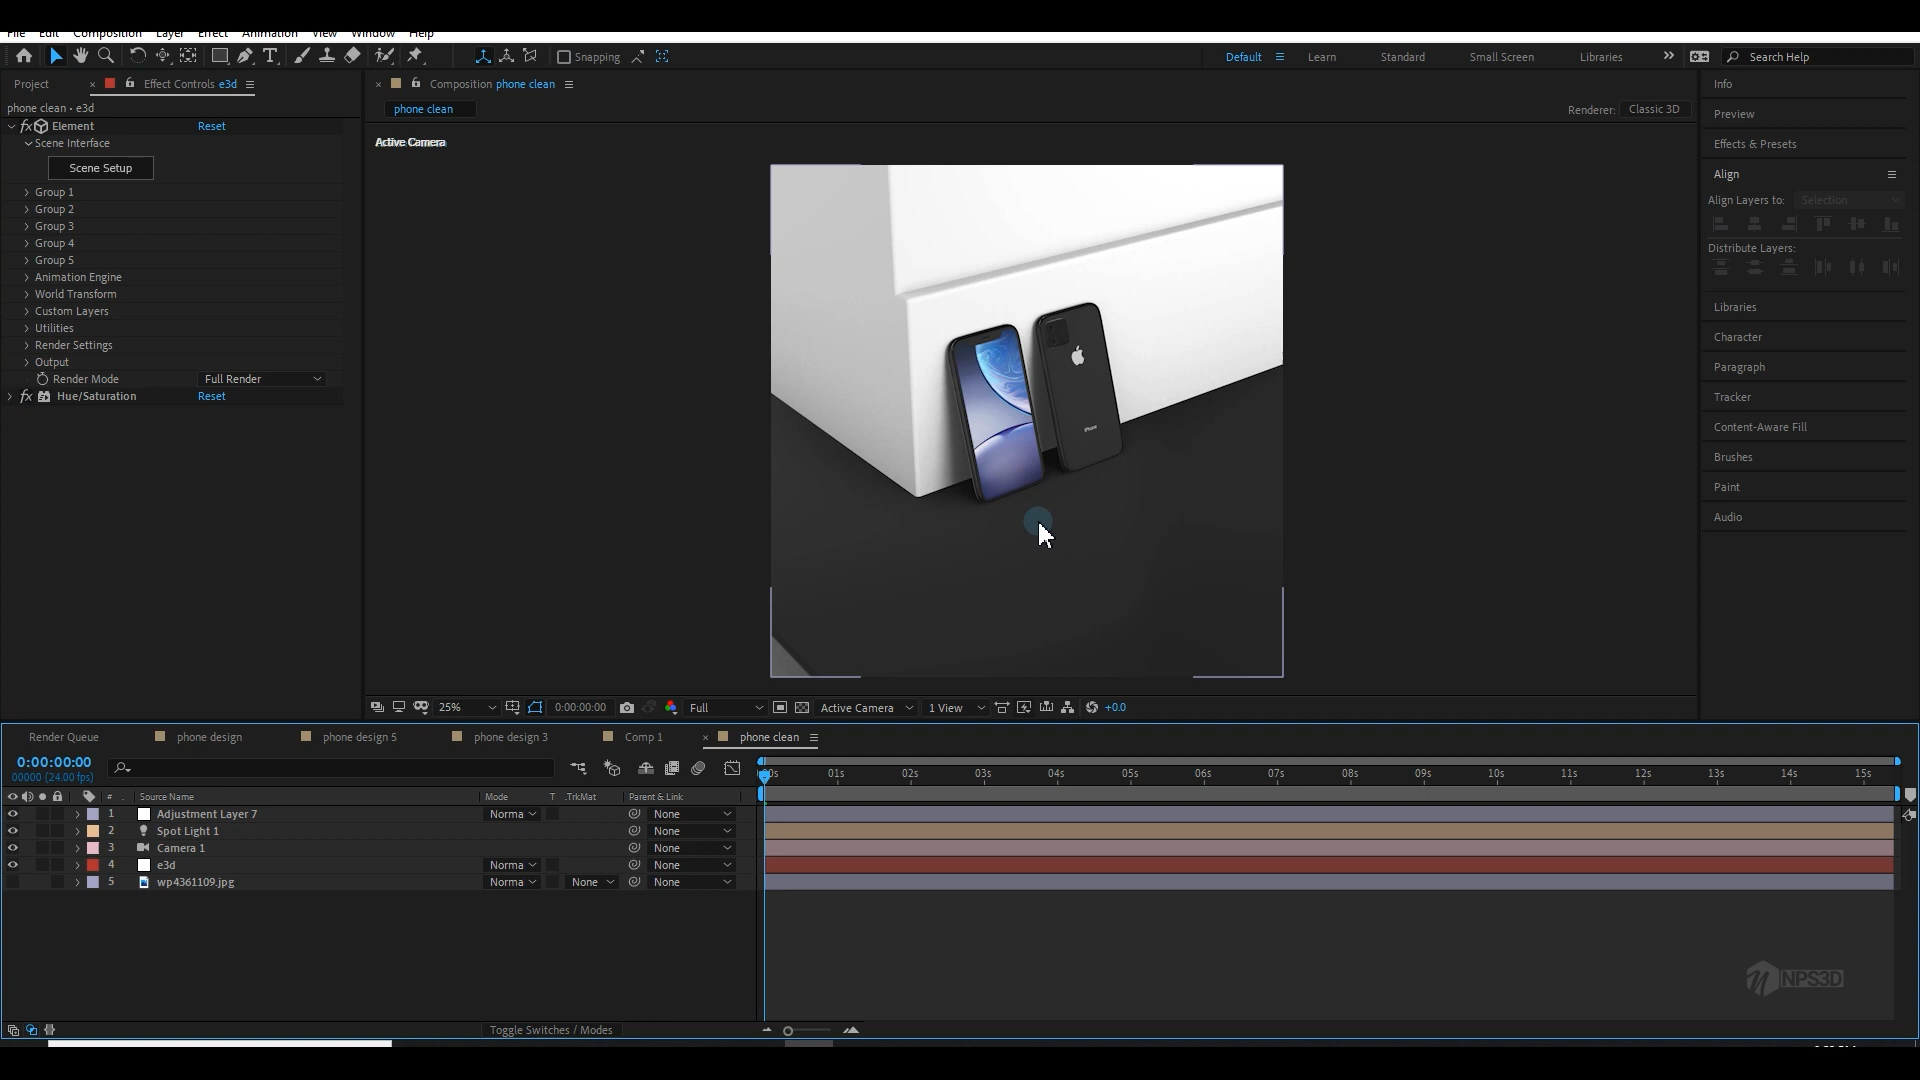 File Edit Composition Layer Effect Animation View Window Help
Snapping
Default Learn Standard Small Screen Libraries Search Help
Project Effect Controls e3d
phone clean • e3d
Element Reset
Scene Interface
Scene Setup
Group 1
Group 2
Group 3
Group 4
Group 5
Animation Engine
World Transform
Custom Layers
Utilities
Render Settings
Output
Render Mode Full Render
Hue/Saturation Reset
Composition phone clean
phone clean
Renderer: Classic 3D
Active Camera
iPhone
25% 0:00:00:00 Full Active Camera 1 View +0.0
Info
Preview
Effects & Presets
Align
Align Layers to: Selection
Distribute Layers:
Libraries
Character
Paragraph
Tracker
Content-Aware Fill
Brushes
Paint
Audio
Render Queue phone design phone design 5 phone design 3 Comp 1 phone clean
0:00:00:00
00000 (24.00 fps)
:00s 01s 02s 03s 04s 05s 06s 07s 08s 09s 10s 11s 12s 13s 14s 15s
# . Source Name Mode T .TrkMat Parent & Link
1 Adjustment Layer 7 Norma None
2 Spot Light 1 None
3 Camera 1 None
4 e3d Norma None
5 wp4361109.jpg Norma None None
NPS3D
Toggle Switches / Modes